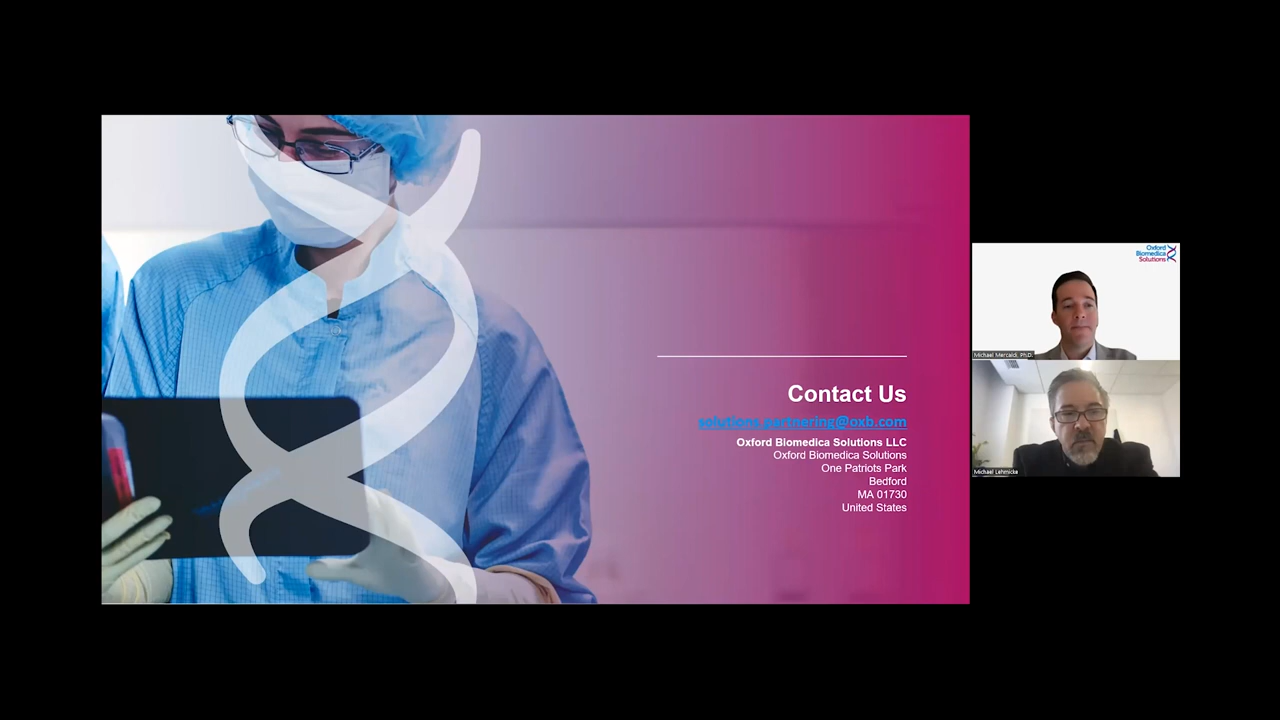 Contact Us
solutions.partnering@oxb.com
Oxford Biomedica Solutions LLC
Oxford Biomedica Solutions
One Patriots Park
Bedford
MA 01730
United States
Oxford
Biomedica
Solutions
Michael Mercaldi, Ph.D.
Michael Lehmicke